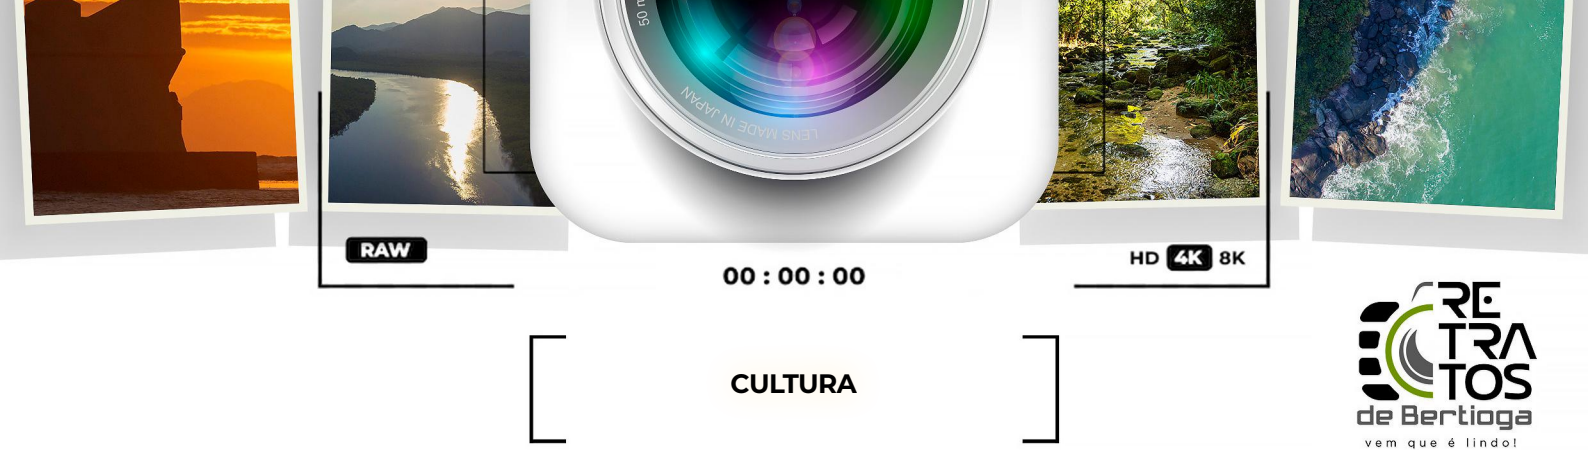 50 m
LENS MADE IN JAPAN
RAW
HD 4K 8K
00 : 00 : 00
CULTURA
RE
TRA
TOS
de Bertioga
vem que é lindo!